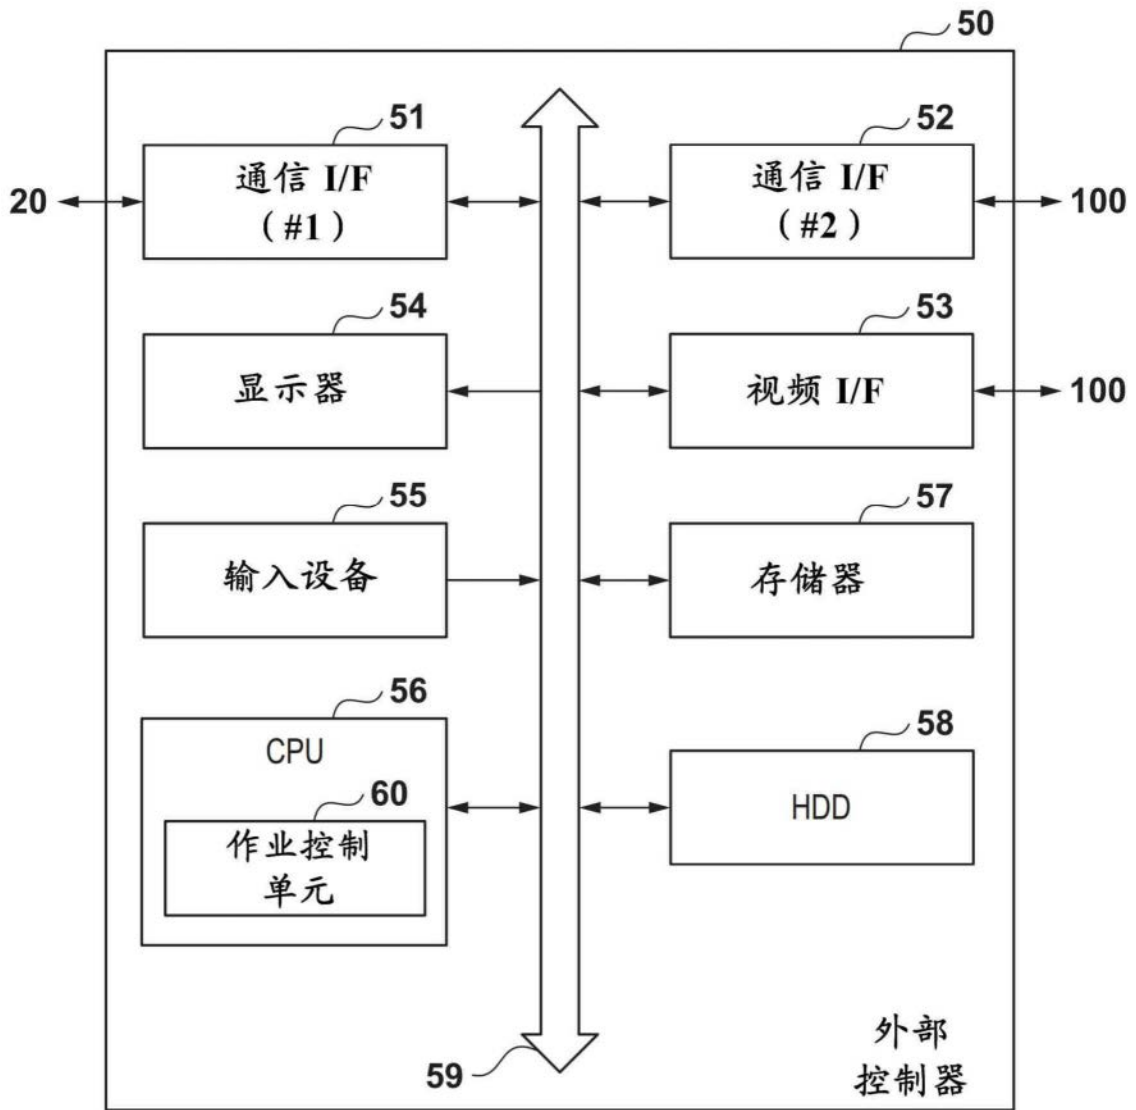 50
51
52
通信 I/F
(#1)
通信 I/F
(#2)
20
100
54
53
显示器
视频 I/F
100
55
57
输入设备
存储器
56
58
CPU
HDD
60
作业控制
单元
外部
控制器
59